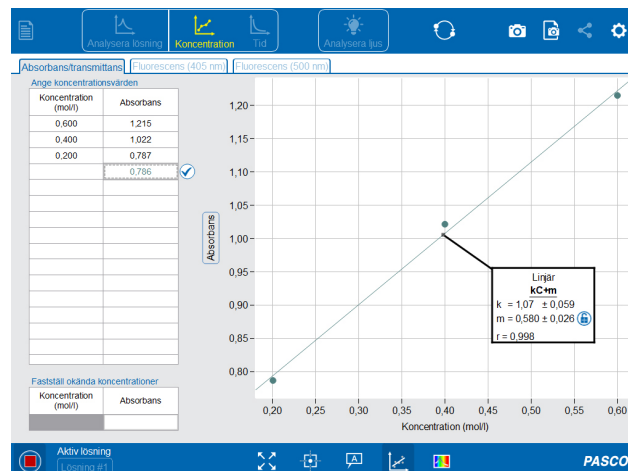 Analysera lösning
Koncentration
Tid
Analysera ljus
Absorbans/transmittans
Fluorescens (405 nm)
Fluorescens (500 nm)
Ange koncentrationsvärden
Koncentration (mol/l) Absorbans
0,600 1,215
0,400 1,022
0,200 0,787
0,786
Fastställ okända koncentrationer
Koncentration (mol/l) Absorbans
Absorbans
1,20
1,15
1,10
1,05
1,00
0,95
0,90
0,85
0,80
Linjär
kC+m
k = 1,07 ± 0,059
m = 0,580 ± 0,026
r = 0,998
0,20 0,25 0,30 0,35 0,40 0,45 0,50 0,55 0,60
Koncentration (mol/l)
Aktiv lösning
Lösning #1
A
PASCO